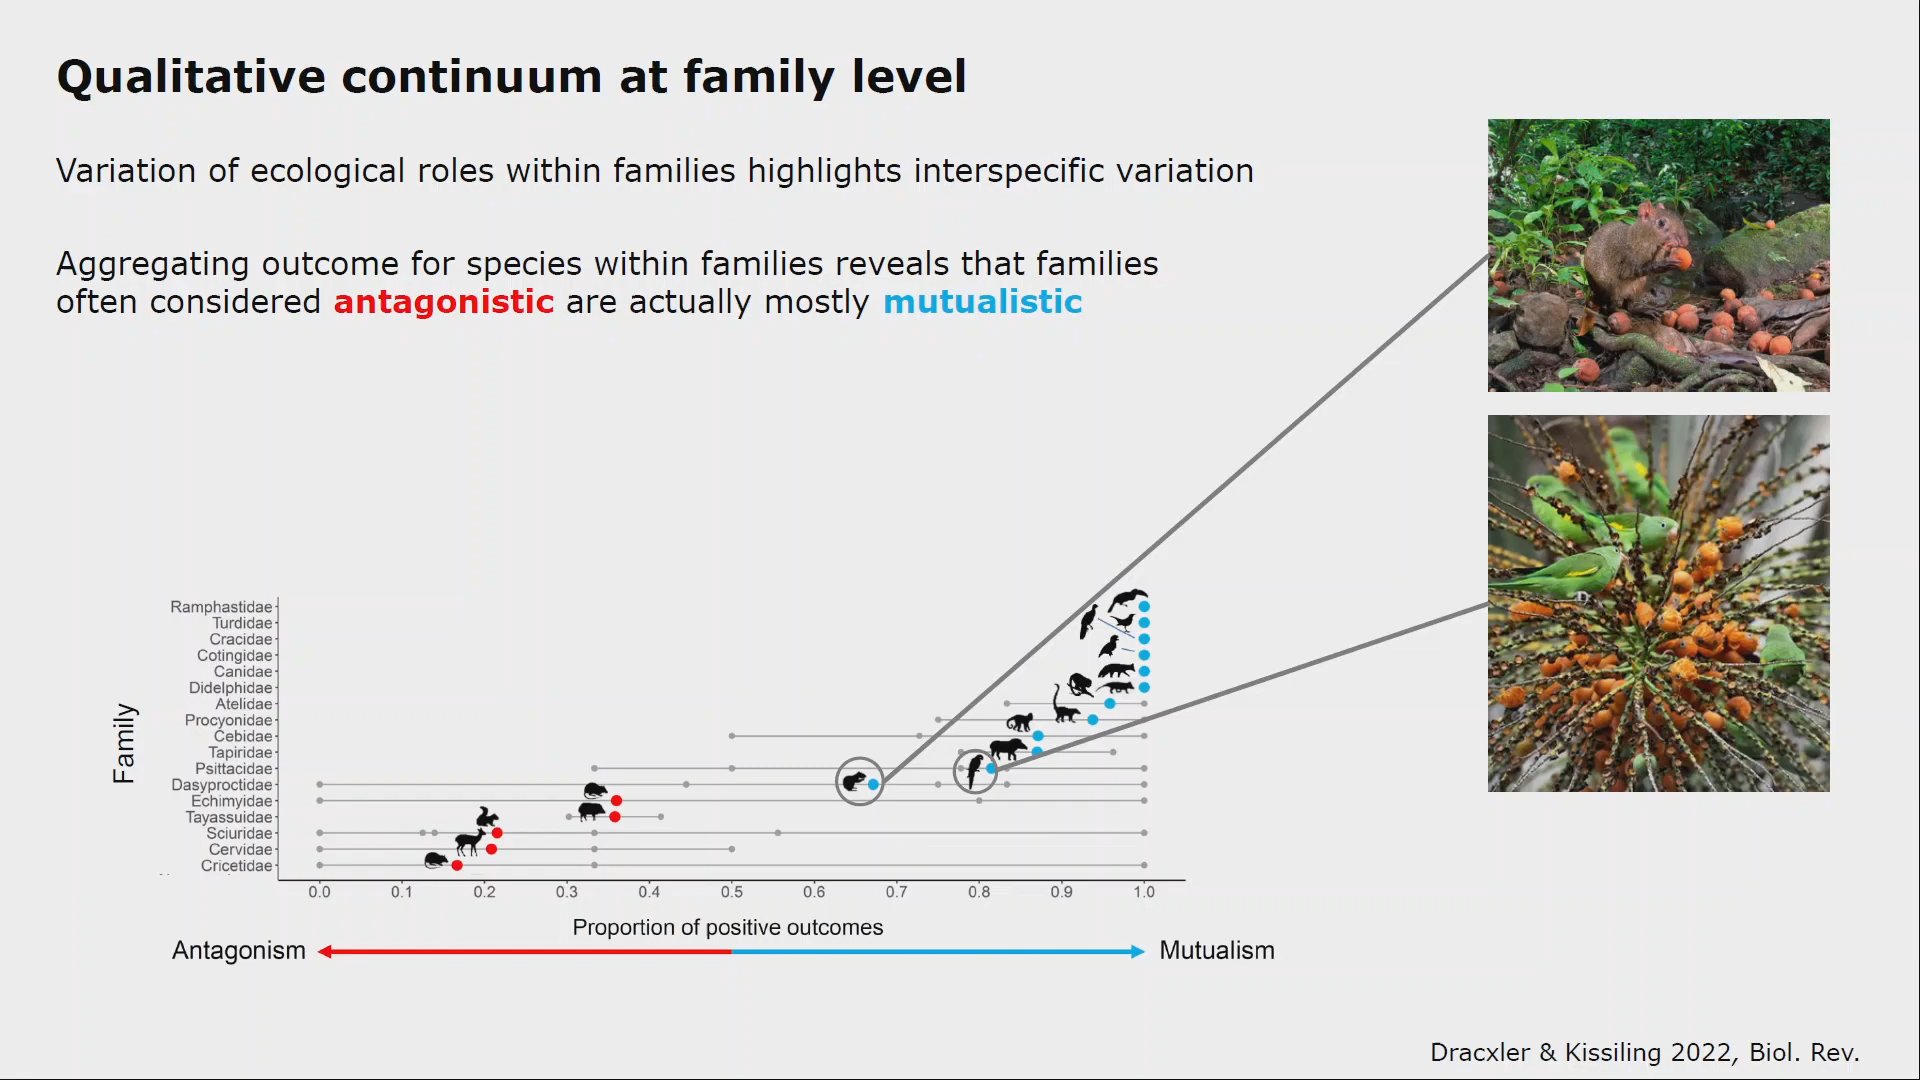 Qualitative continuum at family level
Variation of ecological roles within families highlights interspecific variation
Aggregating outcome for species within families reveals that families
often considered antagonistic are actually mostly mutualistic
Family
Ramphastidae
Turdidae
Cracidae
Cotingidae
Canidae
Didelphidae
Atelidae
Procyonidae
Cebidae
Tapiridae
Psittacidae
Dasyproctidae
Echimyidae
Tayassuidae
Sciuridae
Cervidae
Cricetidae
0.0 0.1 0.2 0.3 0.4 0.5 0.6 0.7 0.8 0.9 1.0
Proportion of positive outcomes
Antagonism Mutualism
Dracxler & Kissiling 2022, Biol. Rev.